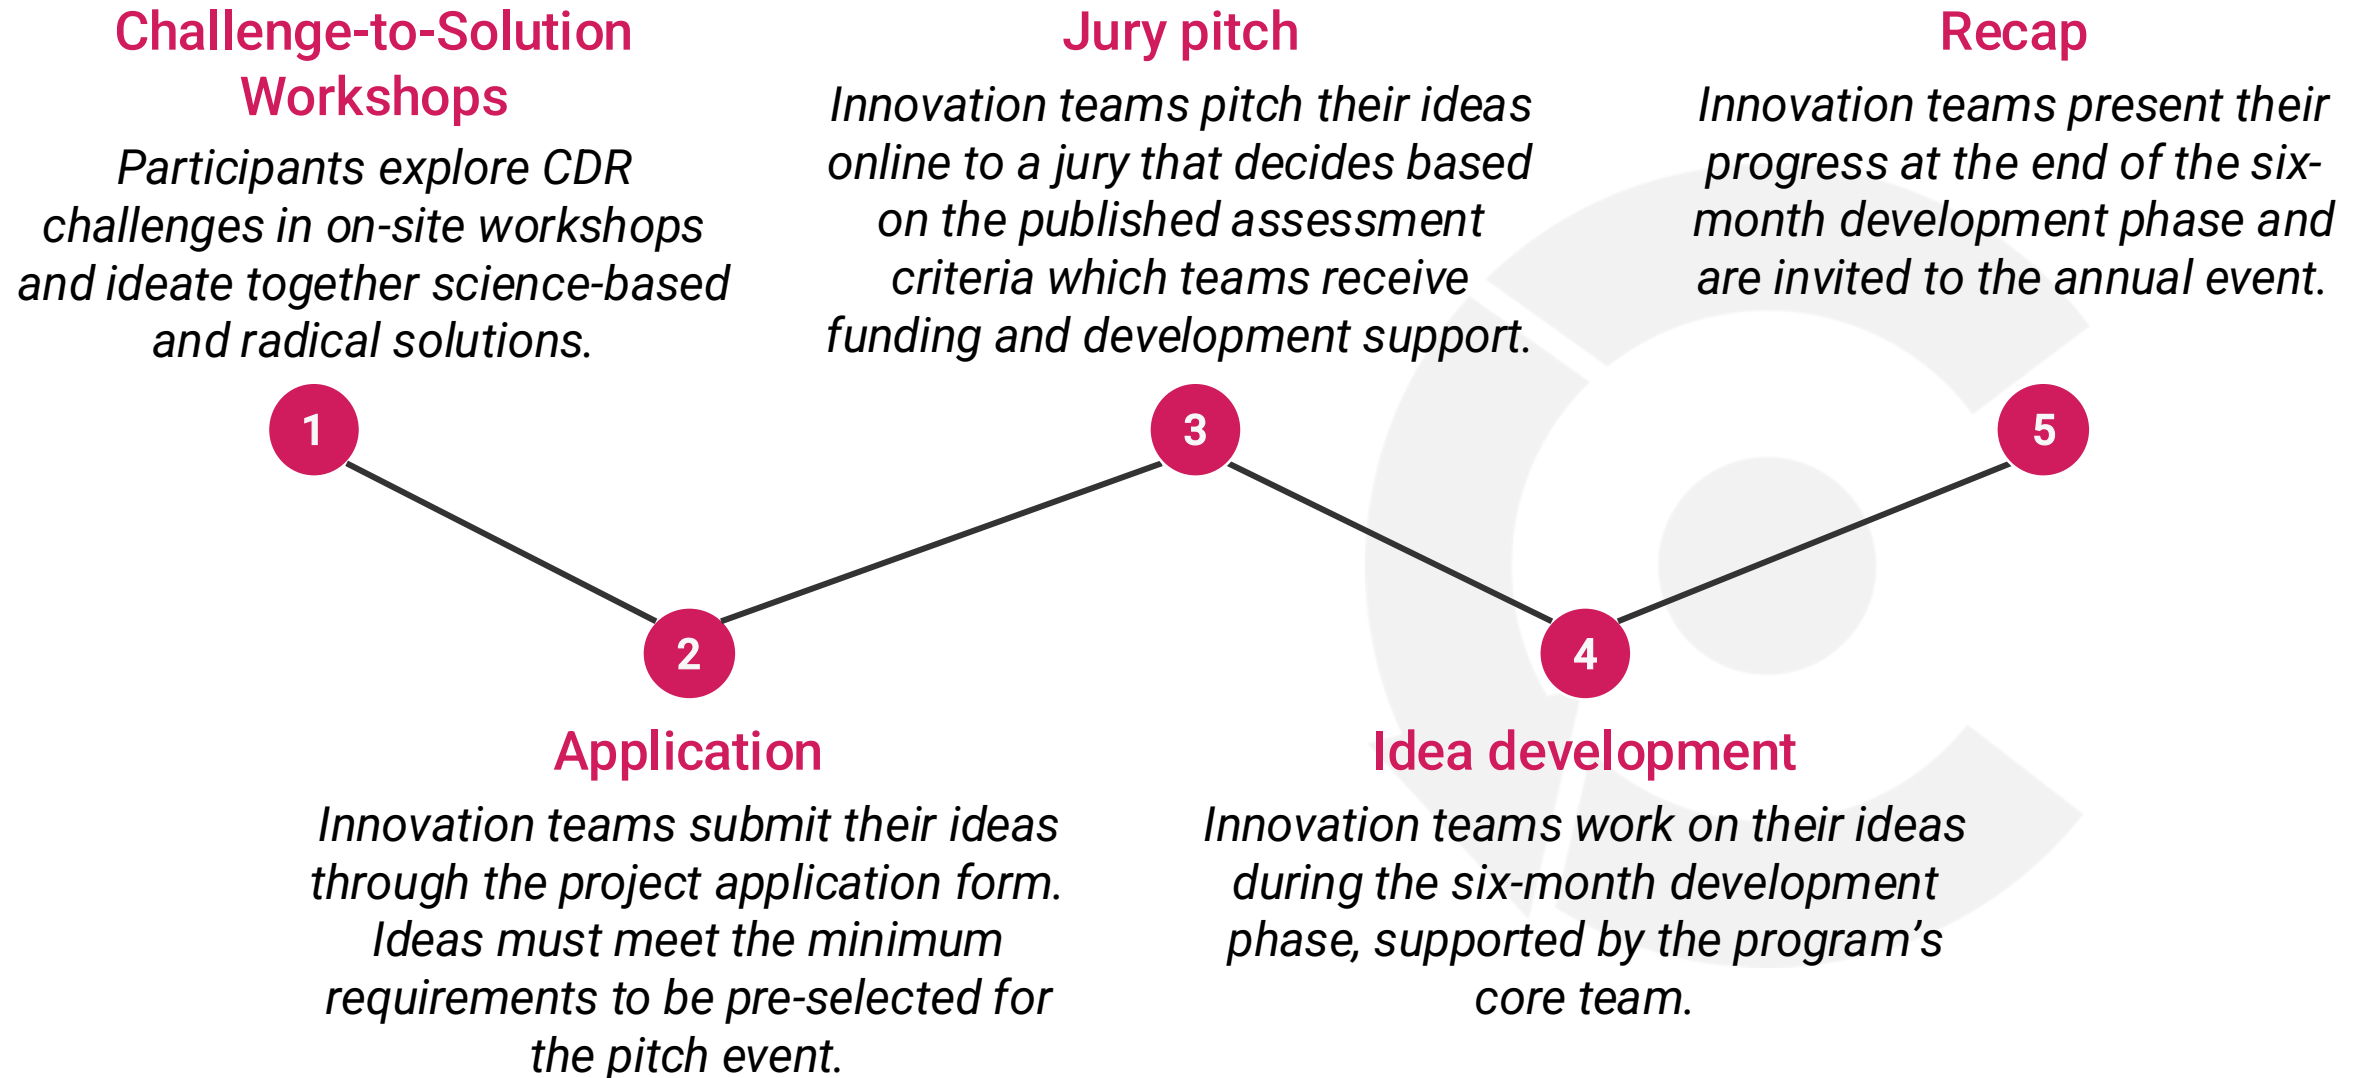 Challenge-to-Solution
Workshops
Participants explore CDR
challenges in on-site workshops
and ideate together science-based
and radical solutions.
1
Application
Innovation teams submit their ideas
through the project application form.
Ideas must meet the minimum
requirements to be pre-selected for
the pitch event.
2
Jury pitch
Innovation teams pitch their ideas
online to a jury that decides based
on the published assessment
criteria which teams receive
funding and development support.
3
Idea development
Innovation teams work on their ideas
during the six-month development
phase, supported by the program’s
core team.
4
Recap
Innovation teams present their
progress at the end of the six-
month development phase and
are invited to the annual event.
5